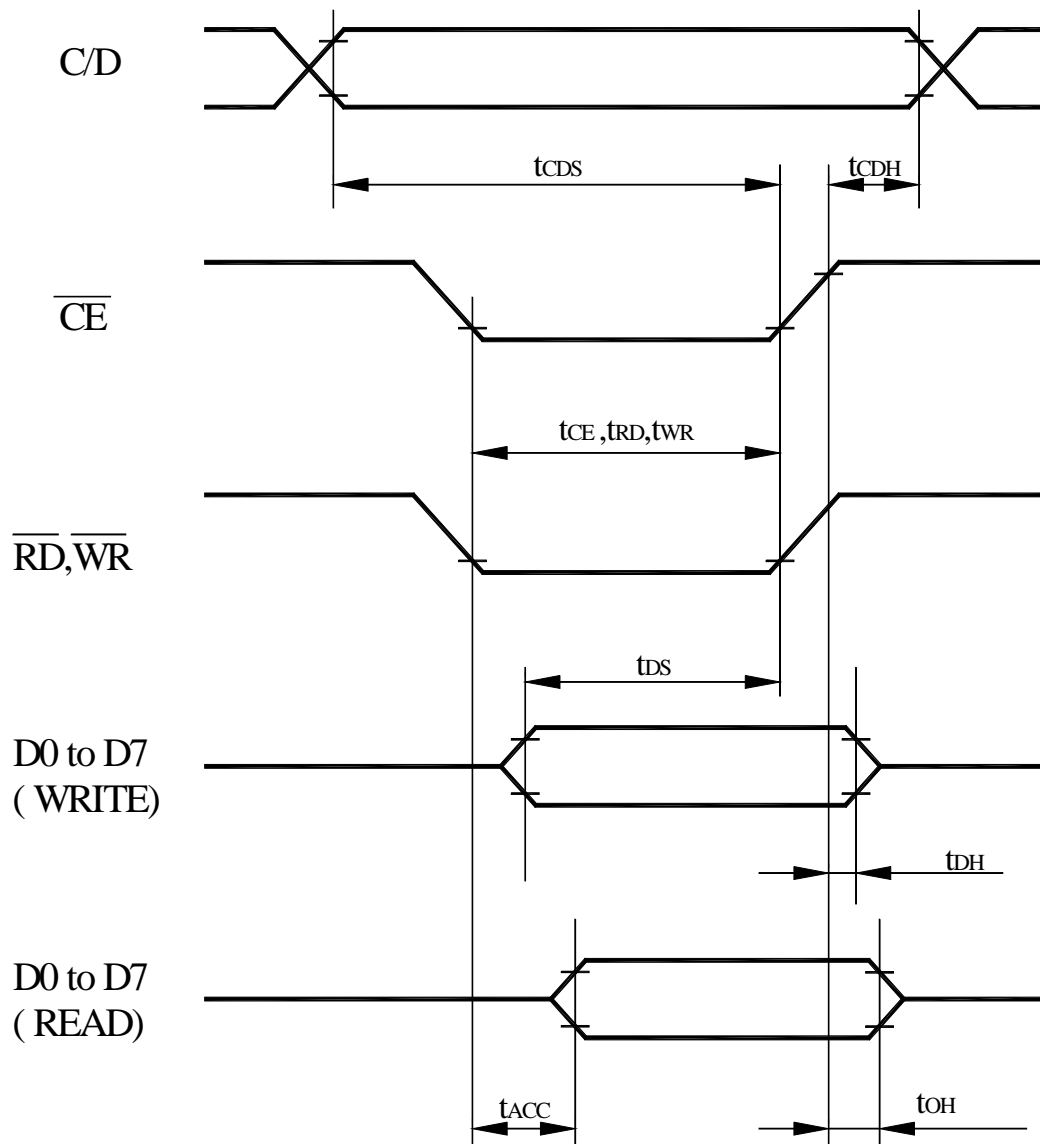 C/D
tCDS
tCDH
CE
tCE ,tRD,tWR
RD,WR
tDS
D0 to D7
( WRITE)
tDH
D0 to D7
( READ)
tACC
tOH